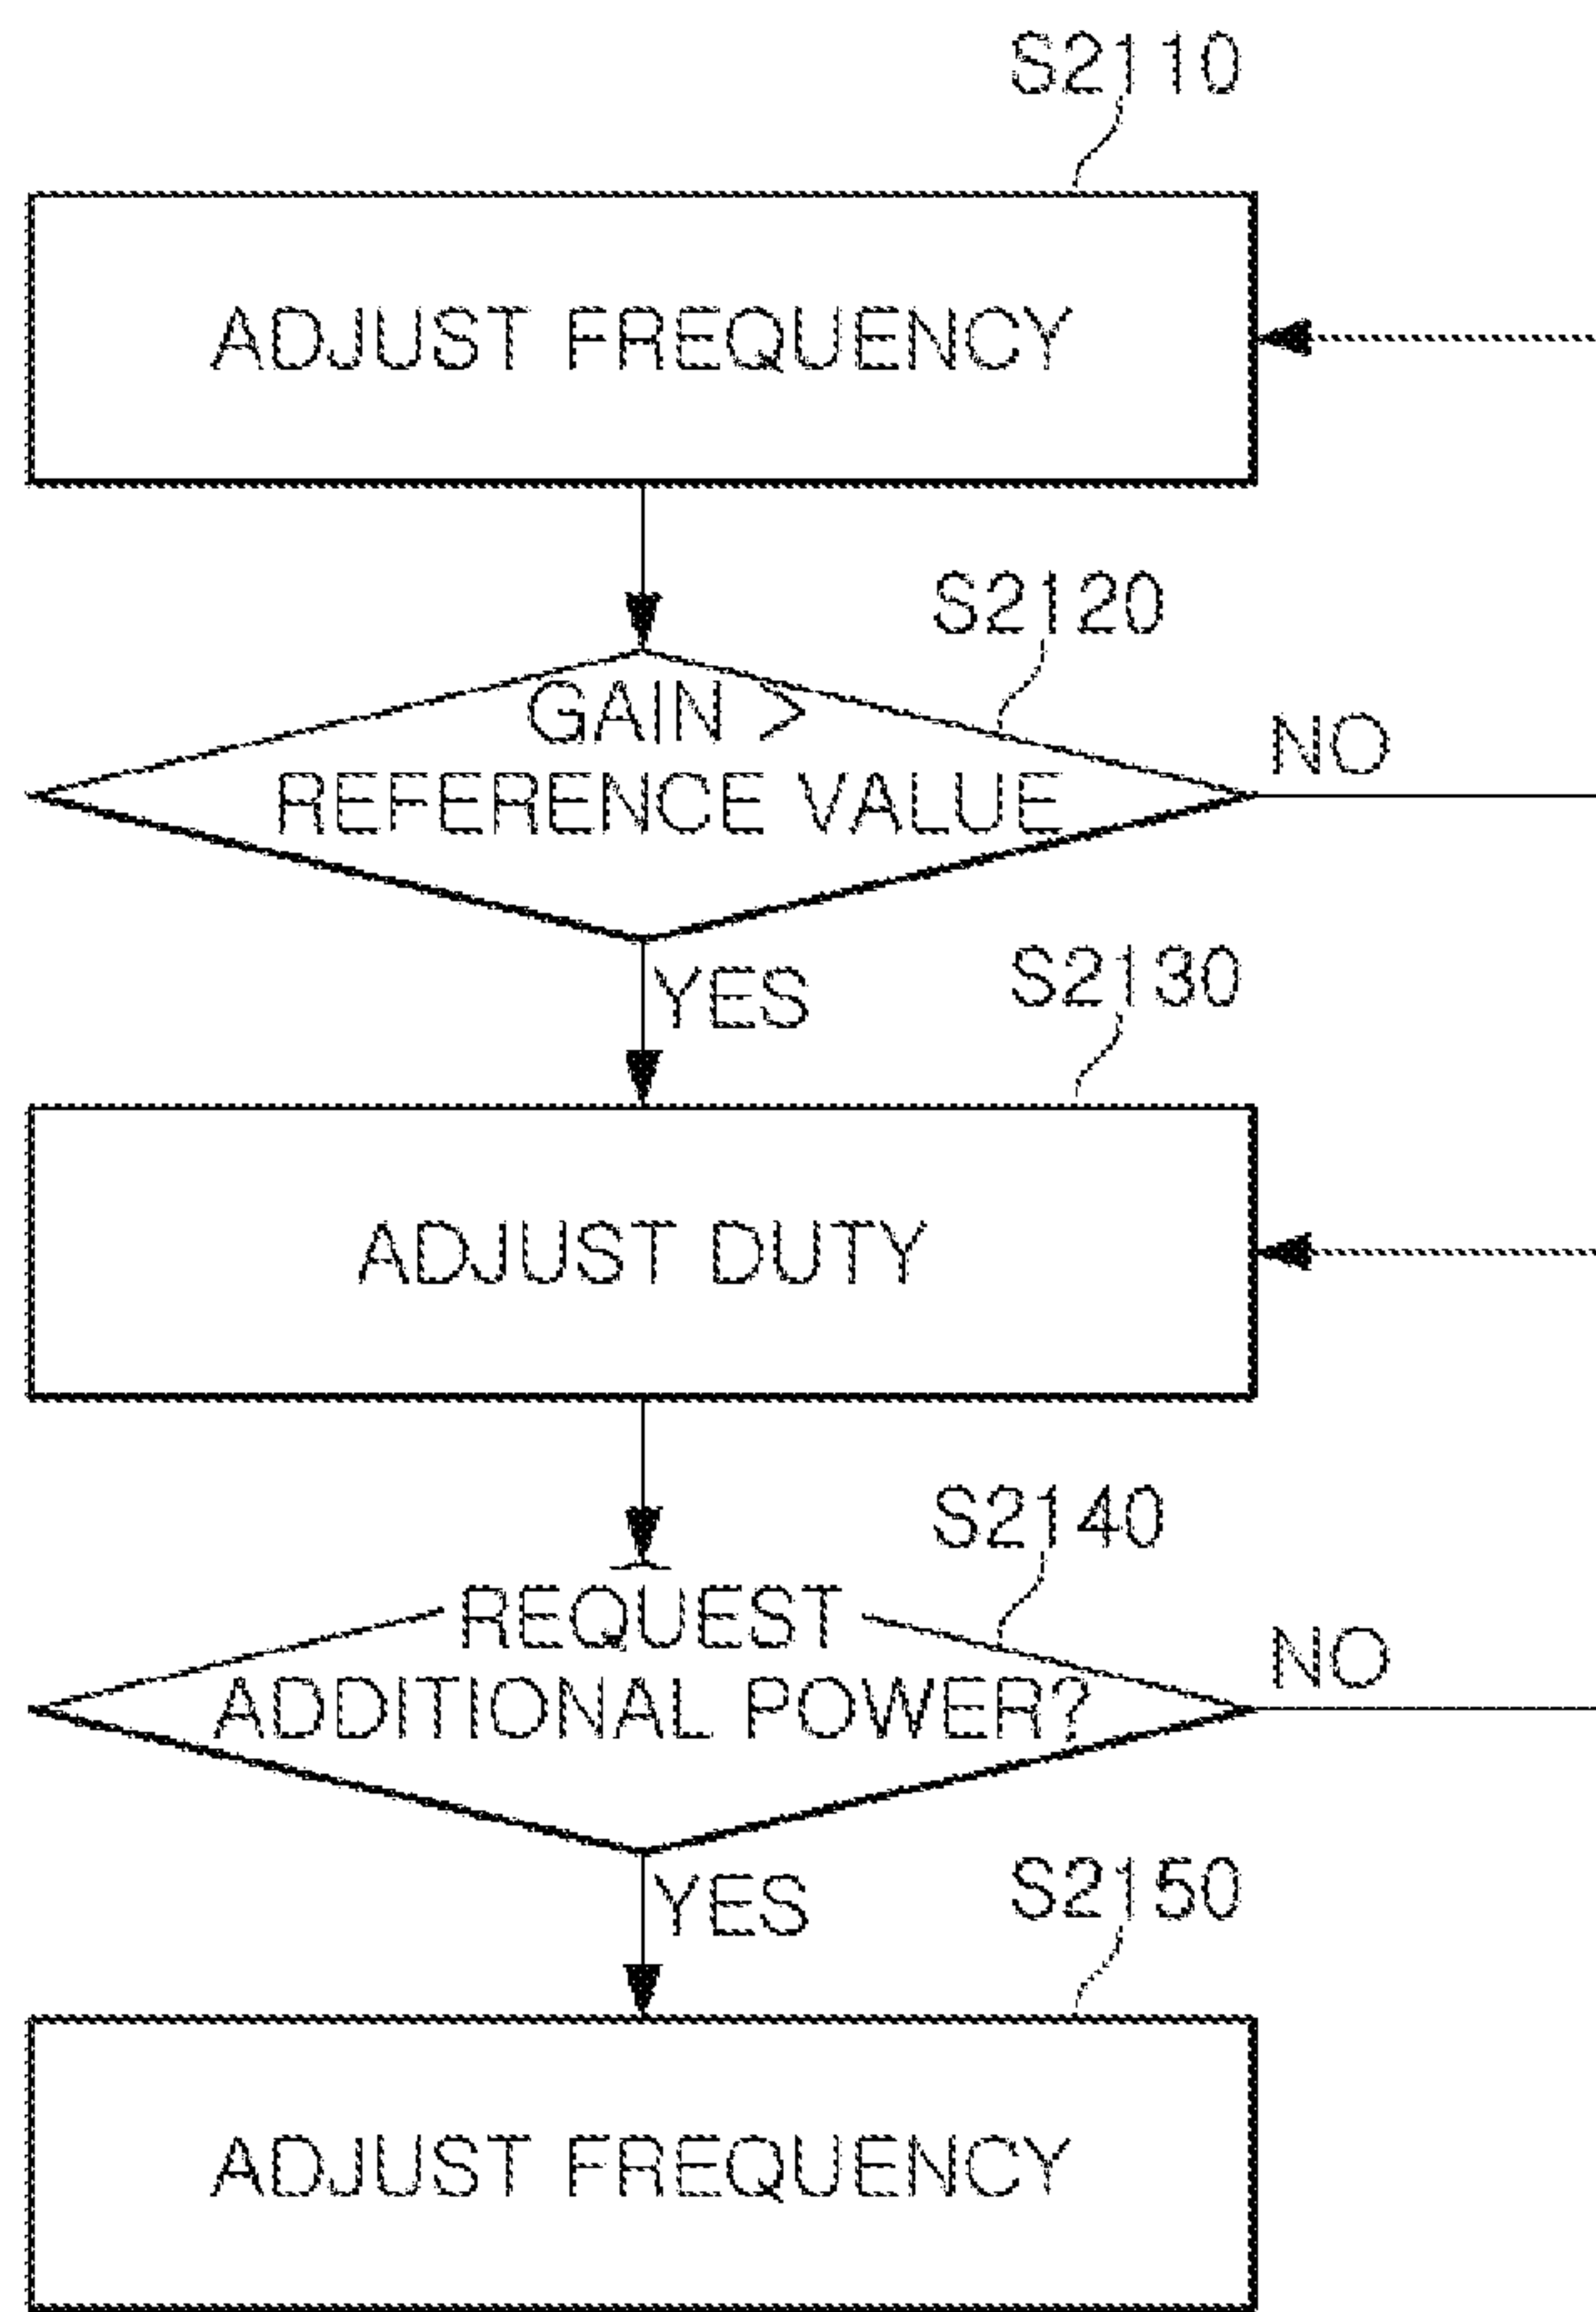 S2110
ADJUST FREQUENCY
S2120
GAIN >
REFERENCE VALUE
NO
YES
S2130
ADJUST DUTY
S2140
REQUEST
ADDITIONAL POWER?
NO
YES
S2150
ADJUST FREQUENCY